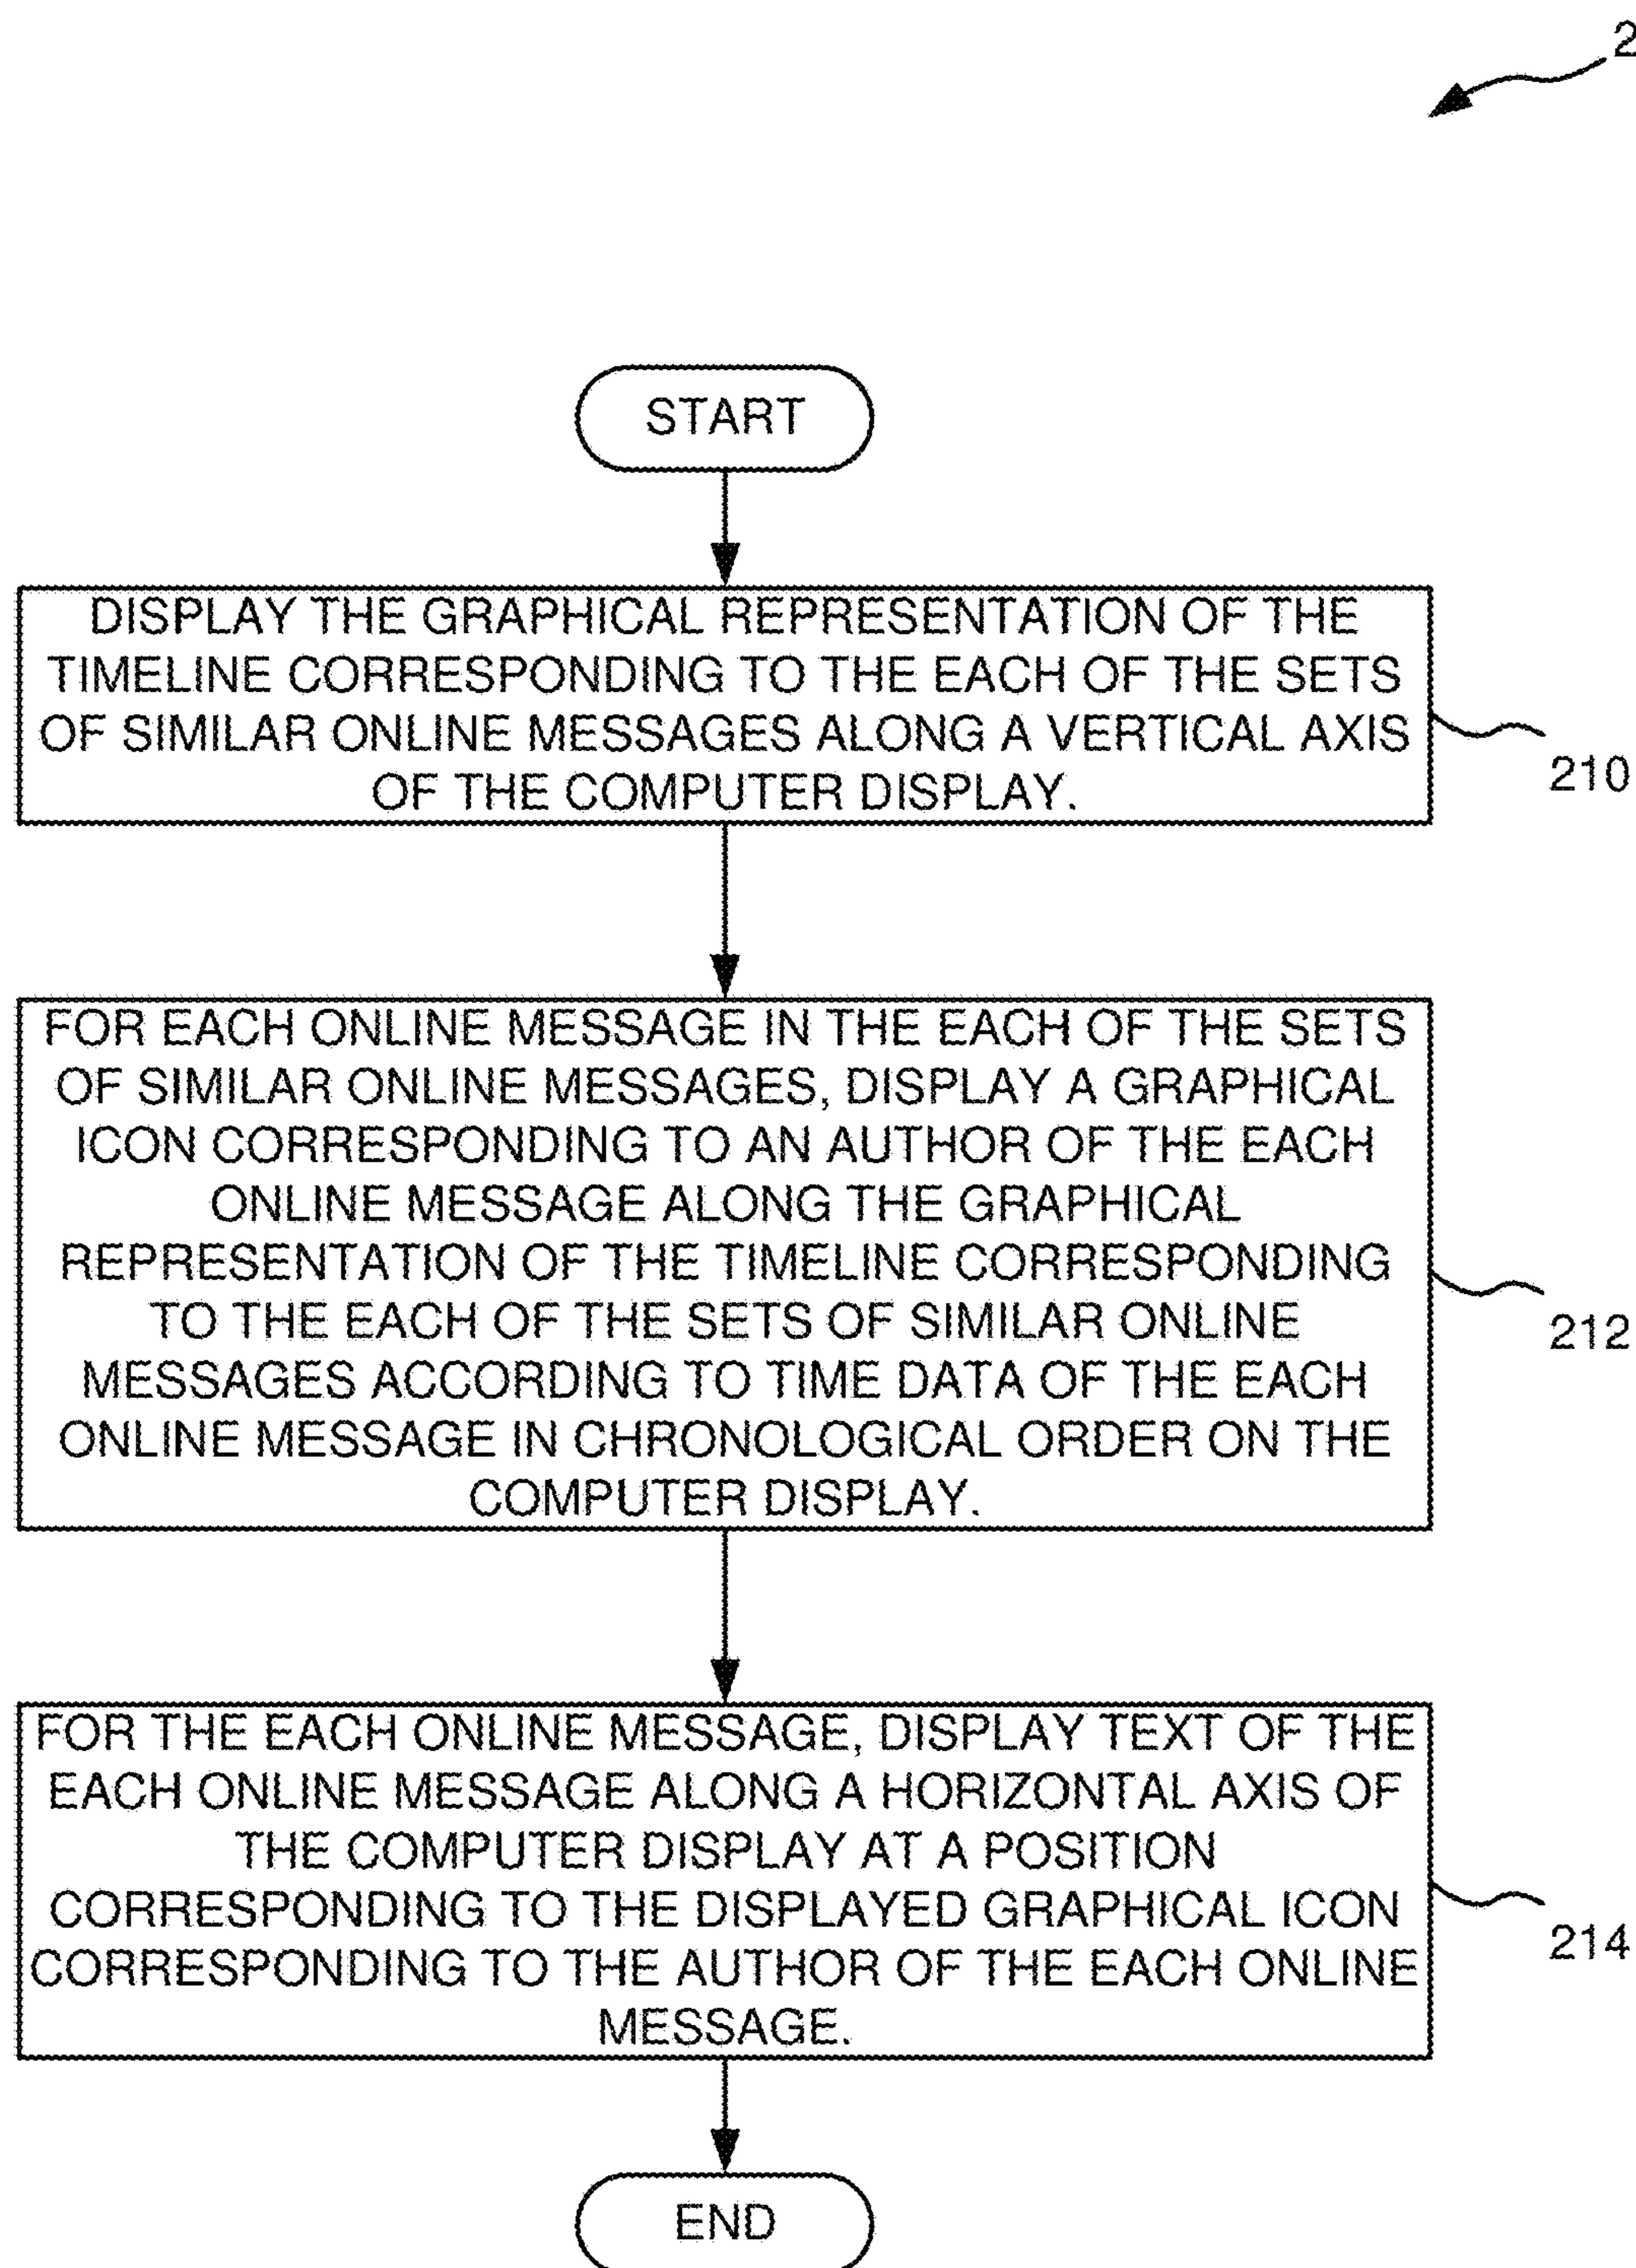 2
START
DISPLAY THE GRAPHICAL REPRESENTATION OF THE
TIMELINE CORRESPONDING TO THE EACH OF THE SETS
OF SIMILAR ONLINE MESSAGES ALONG A VERTICAL AXIS
OF THE COMPUTER DISPLAY.
210
FOR EACH ONLINE MESSAGE IN THE EACH OF THE SETS
OF SIMILAR ONLINE MESSAGES, DISPLAY A GRAPHICAL
ICON CORRESPONDING TO AN AUTHOR OF THE EACH
ONLINE MESSAGE ALONG THE GRAPHICAL
REPRESENTATION OF THE TIMELINE CORRESPONDING
TO THE EACH OF THE SETS OF SIMILAR ONLINE
MESSAGES ACCORDING TO TIME DATA OF THE EACH
ONLINE MESSAGE IN CHRONOLOGICAL ORDER ON THE
COMPUTER DISPLAY.
212
FOR THE EACH ONLINE MESSAGE, DISPLAY TEXT OF THE
EACH ONLINE MESSAGE ALONG A HORIZONTAL AXIS OF
THE COMPUTER DISPLAY AT A POSITION
CORRESPONDING TO THE DISPLAYED GRAPHICAL ICON
CORRESPONDING TO THE AUTHOR OF THE EACH ONLINE
MESSAGE.
214
END